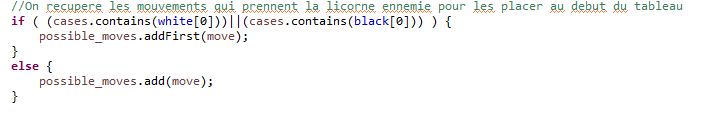 //On recupere les mouvements qui prennent la licorne ennemie pour les placer au debut du tableau
if ( (cases.contains(white[0]))||(cases.contains(black[0])) ) {
    possible_moves.addFirst(move);
}
else {
    possible_moves.add(move);
}